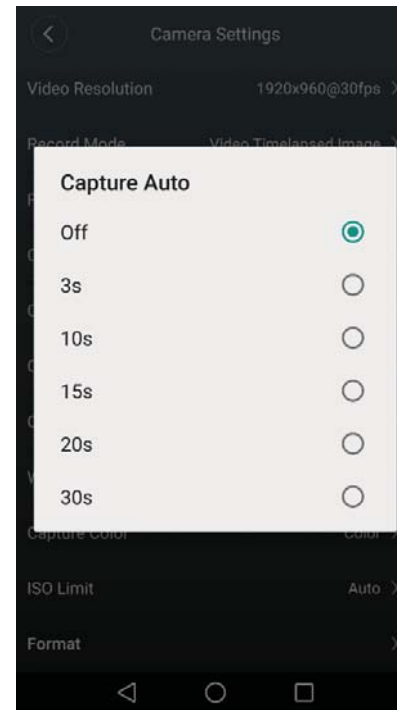 Camera Settings
Video Resolution 1920x960@30fps
Record Mode Video Timelapsed Image
Capture Auto
Off
3s
10s
15s
20s
30s
Capture Color Color
ISO Limit Auto
Format